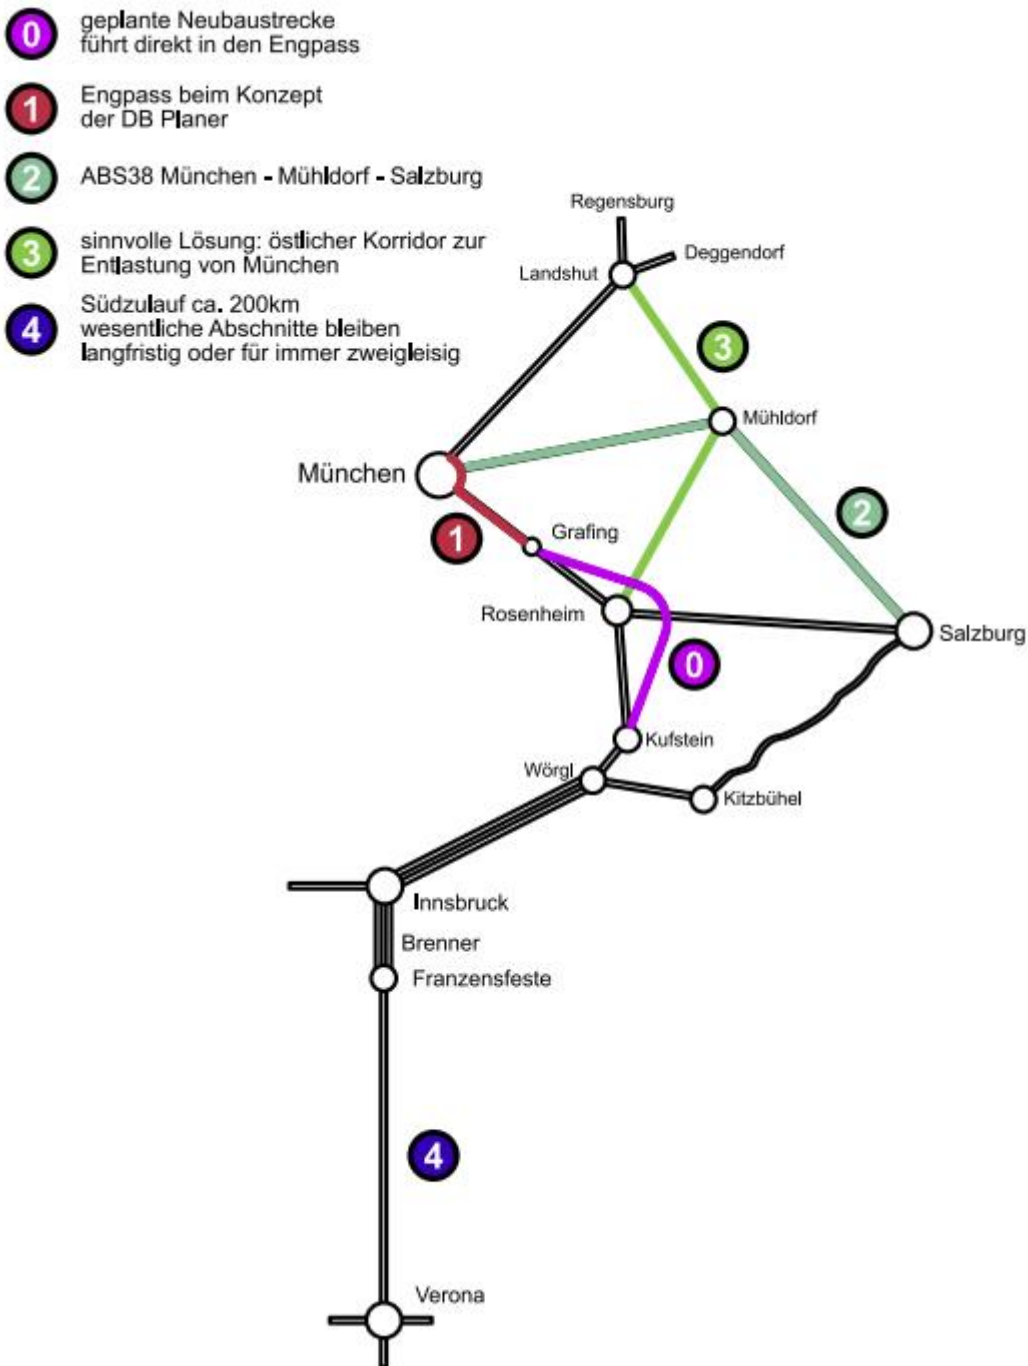 0 geplante Neubaustrecke
führt direkt in den Engpass
1 Engpass beim Konzept
der DB Planer
2 ABS38 München - Mühldorf - Salzburg
3 sinnvolle Lösung: östlicher Korridor zur
Entlastung von München
4 Südzulauf ca. 200km
wesentliche Abschnitte bleiben
langfristig oder für immer zweigleisig
Regensburg
Deggendorf
Landshut
3
Mühldorf
München
2
1
Grafing
Rosenheim
Salzburg
0
Kufstein
Wörgl
Kitzbühel
Innsbruck
Brenner
Franzensfeste
4
Verona